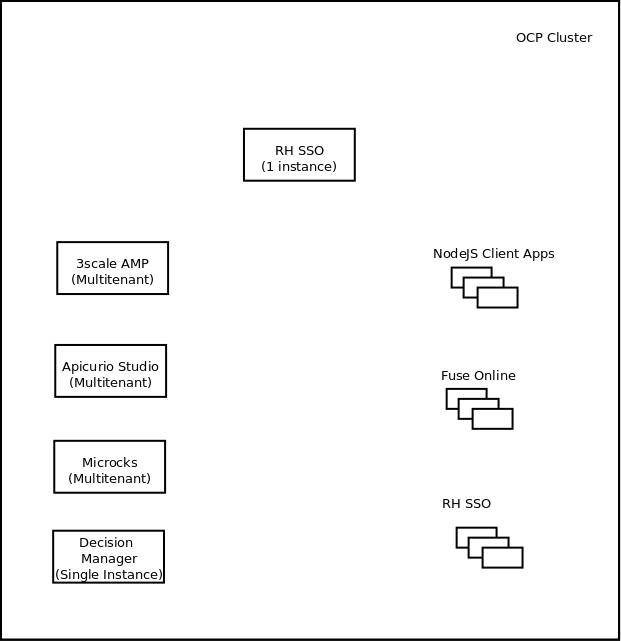 OCP Cluster
RH SSO
(1 instance)
3scale AMP
(Multitenant)
NodeJS Client Apps
Apicurio Studio
(Multitenant)
Fuse Online
Microcks
(Multitenant)
RH SSO
Decision
Manager
(Single Instance)